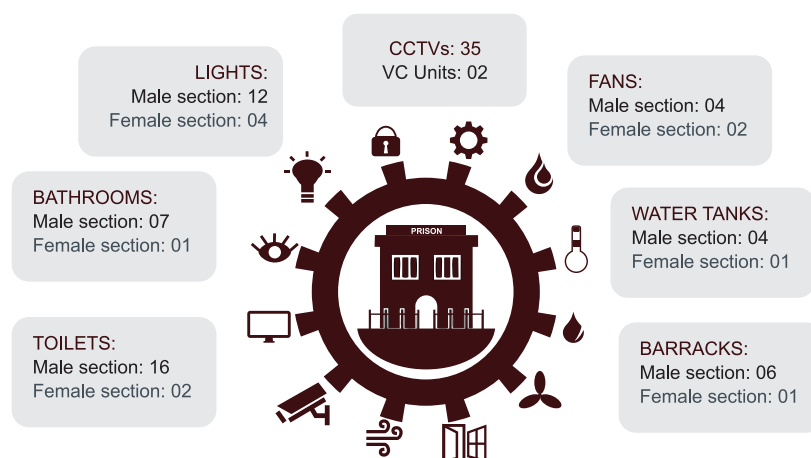 CCTVs: 35
VC Units: 02
LIGHTS:
Male section: 12
Female section: 04
FANS:
Male section: 04
Female section: 02
BATHROOMS:
Male section: 07
Female section: 01
WATER TANKS:
Male section: 04
Female section: 01
PRISON
TOILETS:
Male section: 16
Female section: 02
BARRACKS:
Male section: 06
Female section: 01